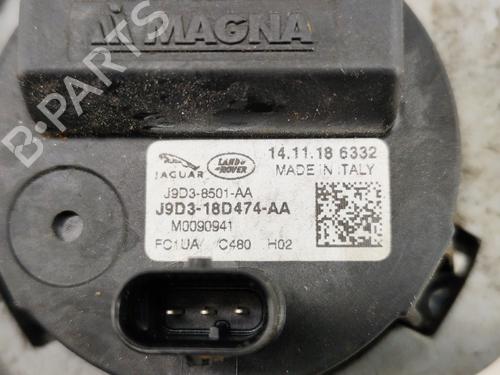 MAGNA
B-PARTS
JAGUAR
LAND ROVER
14.11.18 6332
MADE IN ITALY
J9D3-8501-AA
J9D3-18D474-AA
M0090941
FC1UA C480 H02